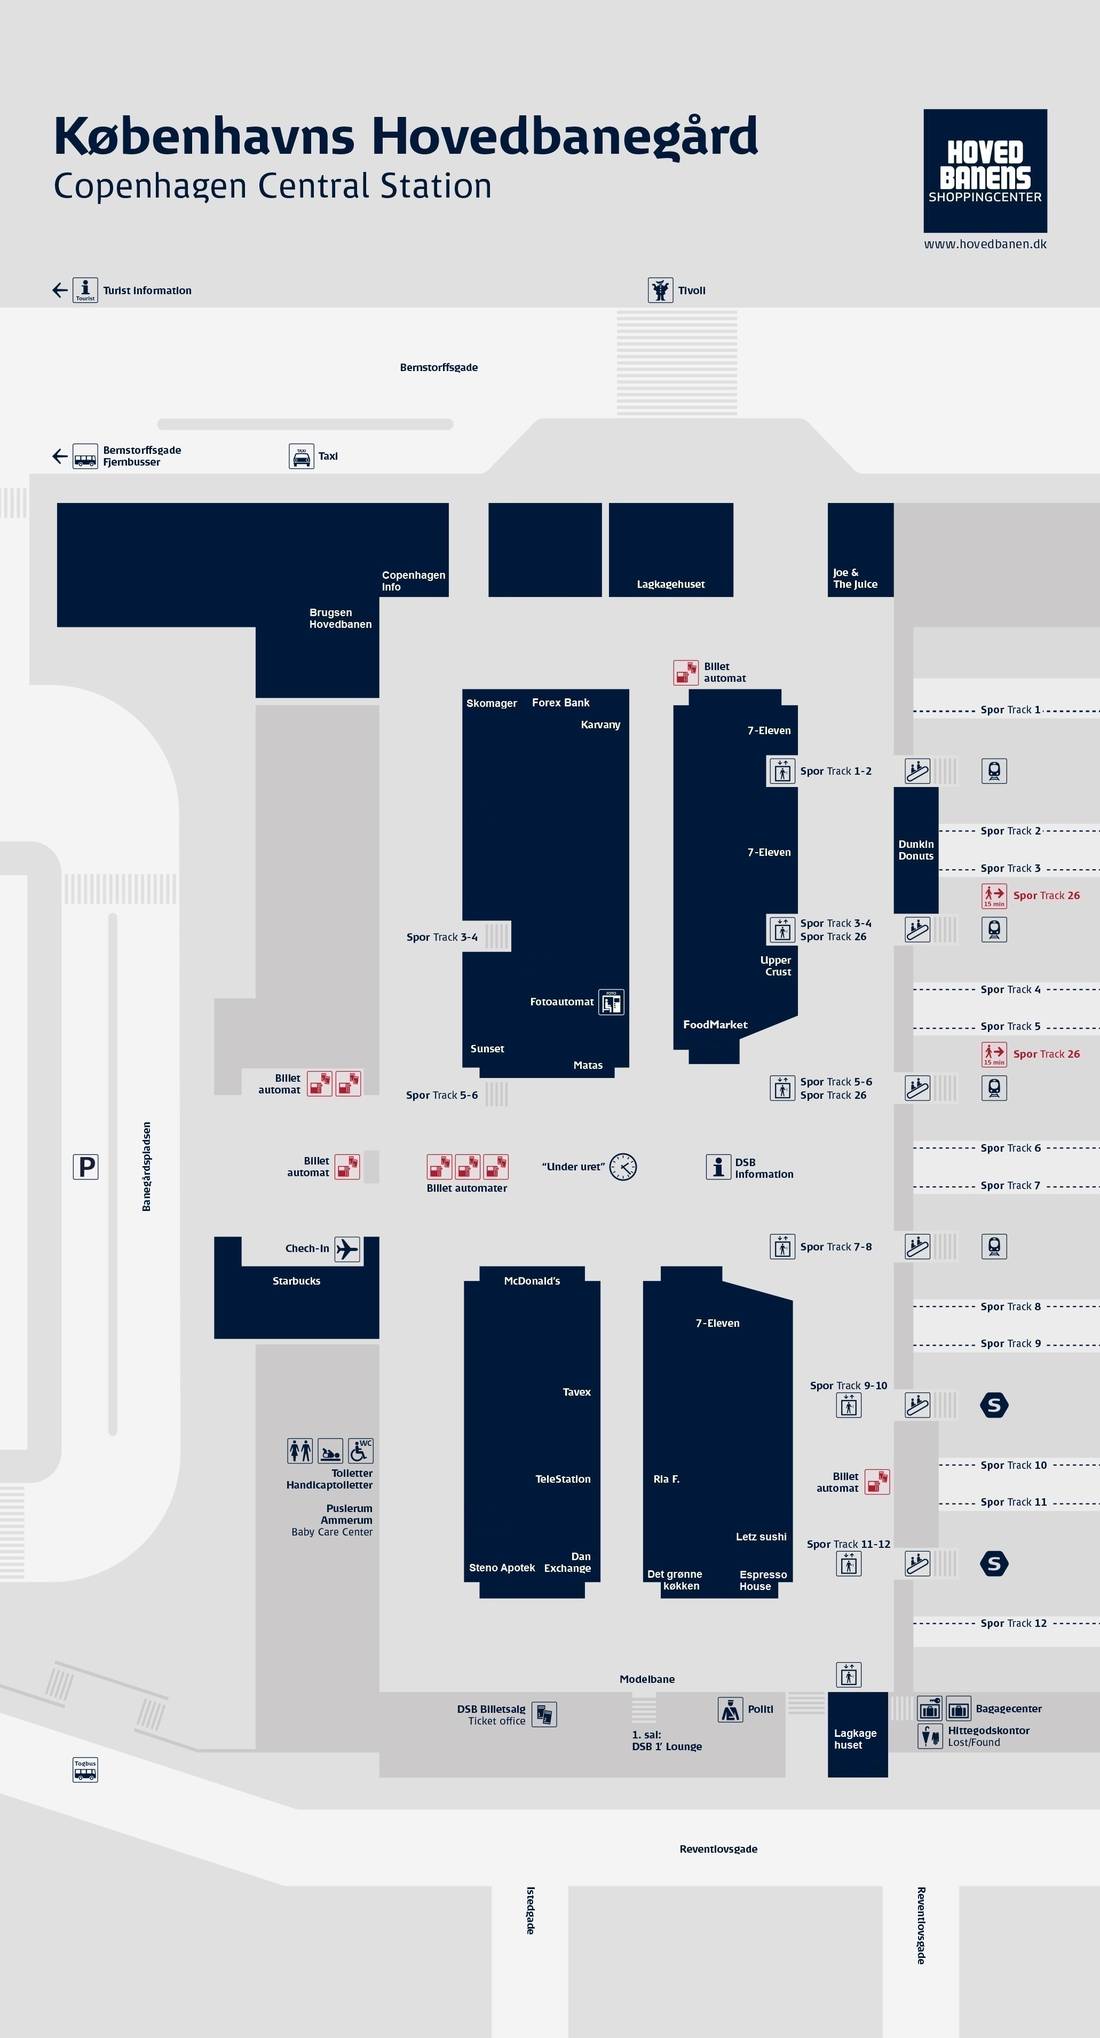 Københavns Hovedbanegård
Copenhagen Central Station
HOVED
BANENS
SHOPPINGCENTER
www.hovedbanen.dk
Tourist
Turist information
Tivoli
Bernstorffsgade
Bernstorffsgade
Fjernbusser
TAXI
Taxi
Copenhagen
Info
Brugsen
Hovedbanen
Lagkagehuset
Joe &
The Juice
Billet
automat
Skomager
Forex Bank
Karvany
7-Eleven
Spor Track 1
Spor Track 1-2
Spor Track 2
7-Eleven
Dunkin
Donuts
Spor Track 3
15 min
Spor Track 26
Spor Track 3-4
Spor Track 3-4
Spor Track 26
Upper
Crust
Spor Track 4
FOTO
Fotoautomat
FoodMarket
Spor Track 5
Sunset
Matas
15 min
Spor Track 26
Billet
automat
Spor Track 5-6
Spor Track 5-6
Spor Track 26
Spor Track 6
P
Banegårdspladsen
Billet
automat
Billet automater
"Under uret"
DSB
Information
Spor Track 7
Chech-In
Spor Track 7-8
Starbucks
McDonald's
7-Eleven
Spor Track 8
Spor Track 9
Tavex
Spor Track 9-10
S
WC
Toiletter
Handicaptoiletter
Puslerum
Ammerum
Baby Care Center
TeleStation
Ria F.
Billet
automat
Spor Track 10
Spor Track 11
Letz sushi
Spor Track 11-12
S
Steno Apotek
Dan
Exchange
Det grønne
køkken
Espresso
House
Spor Track 12
Modelbane
DSB Billetsalg
Ticket office
1. sal:
DSB 1' Lounge
Politi
Lagkage
huset
Bagagecenter
Hittegodskontor
Lost/Found
Togbus
Reventlovsgade
Istedgade
Reventlovsgade